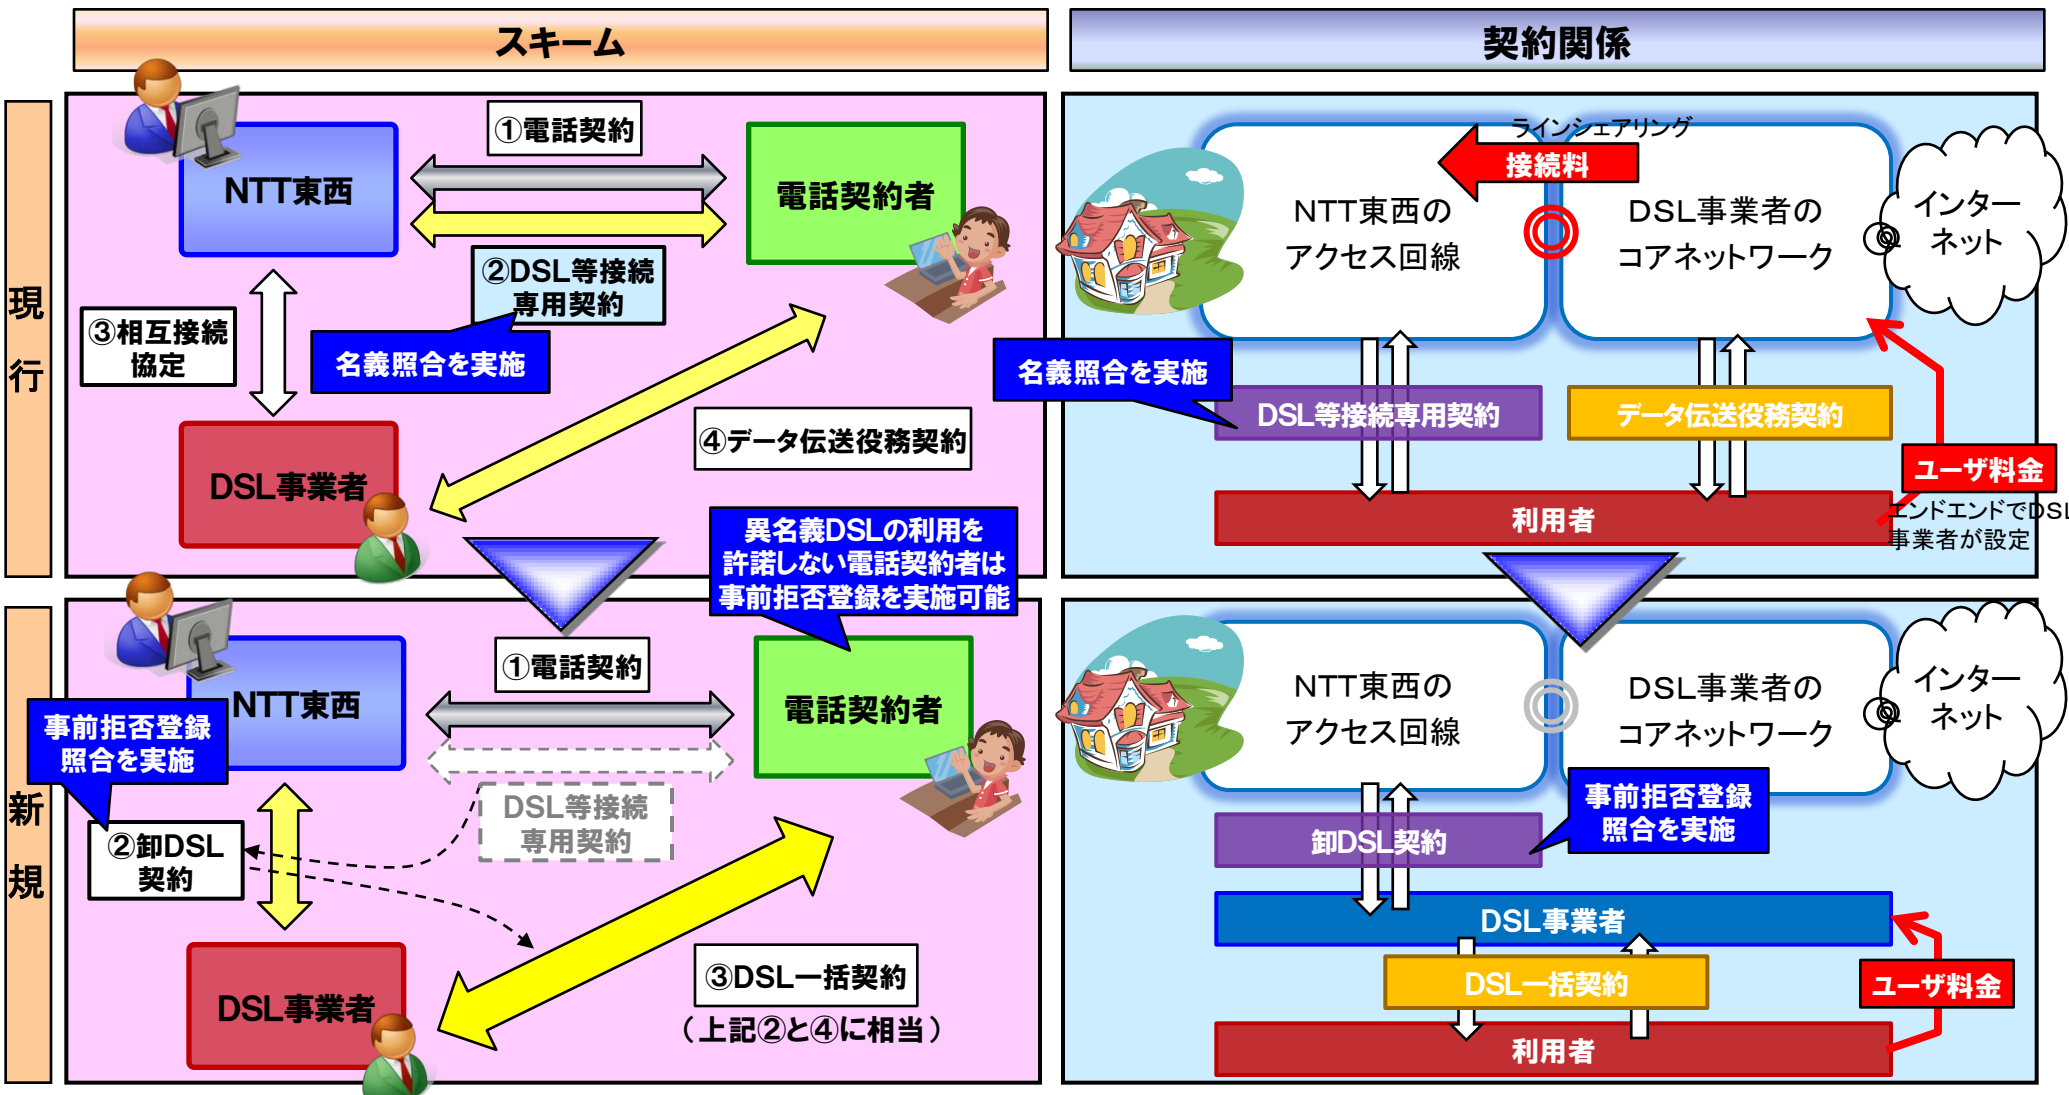 スキーム
契約関係
現
行
①電話契約
NTT東西
電話契約者
②DSL等接続
専用契約
③相互接続
協定
名義照合を実施
④データ伝送役務契約
DSL事業者
ラインシェアリング
接続料
NTT東西の
アクセス回線
DSL事業者の
コアネットワーク
インター
ネット
名義照合を実施
DSL等接続専用契約
データ伝送役務契約
ユーザ料金
利用者
エンドエンドでDSL
事業者が設定
新
規
異名義DSLの利用を
許諾しない電話契約者は
事前拒否登録を実施可能
①電話契約
NTT東西
電話契約者
事前拒否登録
照合を実施
DSL等接続
専用契約
②卸DSL
契約
DSL事業者
③DSL一括契約
（上記②と④に相当）
NTT東西の
アクセス回線
DSL事業者の
コアネットワーク
インター
ネット
事前拒否登録
照合を実施
卸DSL契約
DSL事業者
DSL一括契約
ユーザ料金
利用者